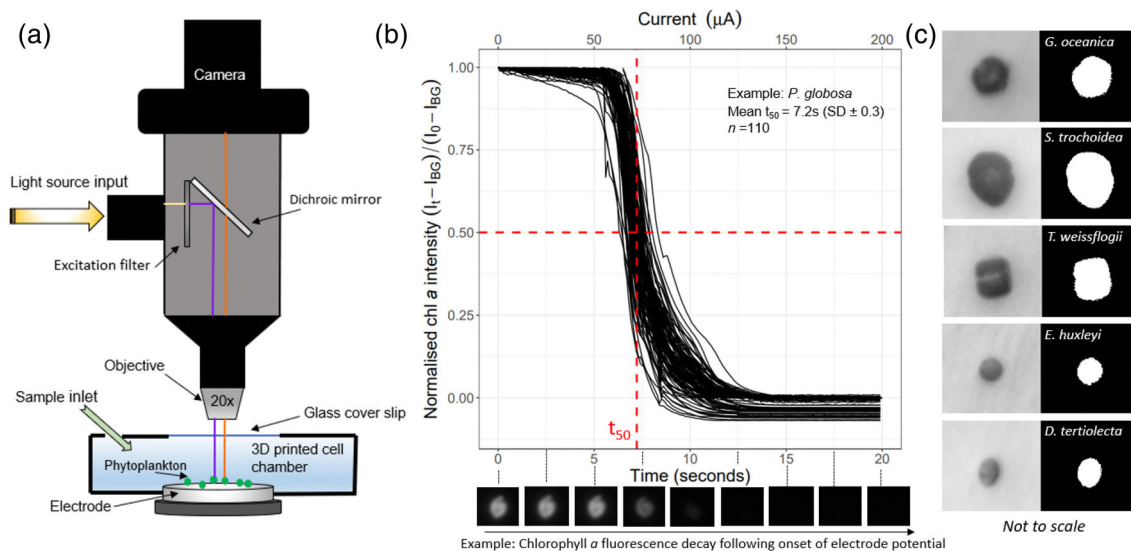 (a)
Camera
Light source input
Dichroic mirror
Excitation filter
Objective
20x
Sample inlet
Glass cover slip
3D printed cell
chamber
Phytoplankton
Electrode
(b)
Current (μA)
0 50 100 150 200
Normalised chl a intensity (It – IBG) / (I0 – IBG)
1.00
0.75
0.50
0.25
0.00
Example: P. globosa
Mean t50 = 7.2s (SD ± 0.3)
n =110
t50
0 5 10 15 20
Time (seconds)
Example: Chlorophyll a fluorescence decay following onset of electrode potential
(c)
G. oceanica
S. trochoidea
T. weissflogii
E. huxleyi
D. tertiolecta
Not to scale